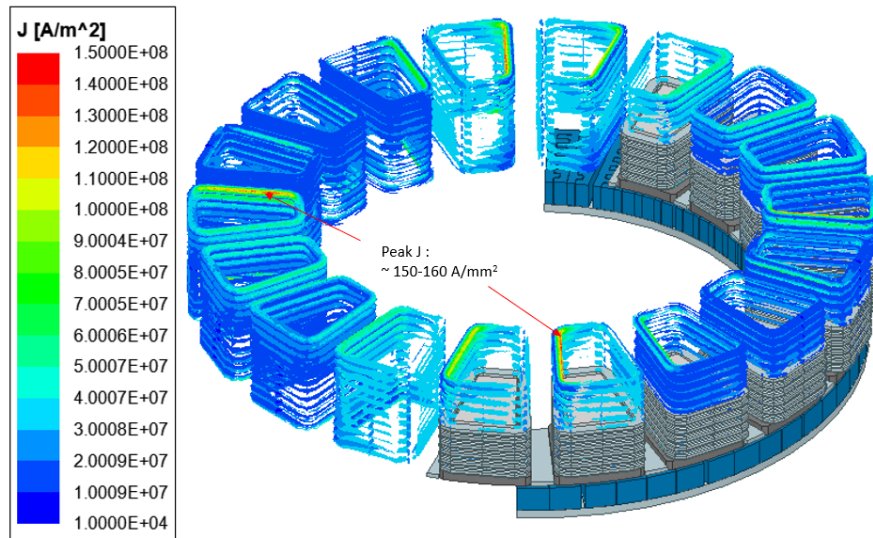 J [A/m^2]
1.5000E+08
1.4000E+08
1.3000E+08
1.2000E+08
1.1000E+08
1.0000E+08
9.0004E+07
8.0005E+07
7.0005E+07
6.0006E+07
5.0007E+07
4.0007E+07
3.0008E+07
2.0009E+07
1.0009E+07
1.0000E+04
Peak J :
~ 150-160 A/mm²